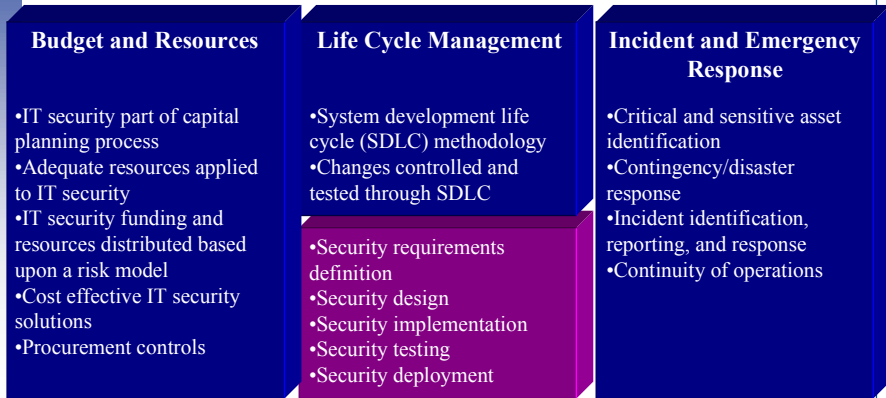 Budget and Resources
•IT security part of capital
planning process
•Adequate resources applied
to IT security
•IT security funding and
resources distributed based
upon a risk model
•Cost effective IT security
solutions
•Procurement controls
Life Cycle Management
•System development life
cycle (SDLC) methodology
•Changes controlled and
tested through SDLC
•Security requirements
definition
•Security design
•Security implementation
•Security testing
•Security deployment
Incident and Emergency
Response
•Critical and sensitive asset
identification
•Contingency/disaster
response
•Incident identification,
reporting, and response
•Continuity of operations